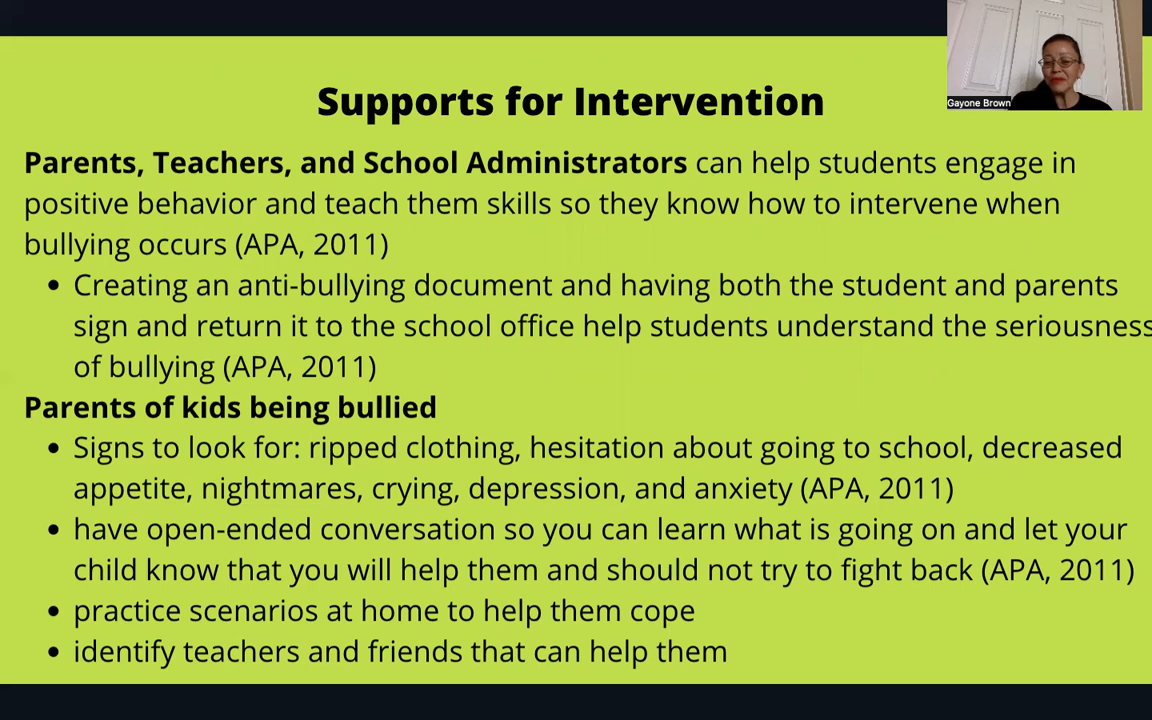 Supports for Intervention
Gayone Brown
Parents, Teachers, and School Administrators can help students engage in
positive behavior and teach them skills so they know how to intervene when
bullying occurs (APA, 2011)
• Creating an anti-bullying document and having both the student and parents
sign and return it to the school office help students understand the seriousness
of bullying (APA, 2011)
Parents of kids being bullied
• Signs to look for: ripped clothing, hesitation about going to school, decreased
appetite, nightmares, crying, depression, and anxiety (APA, 2011)
• have open-ended conversation so you can learn what is going on and let your
child know that you will help them and should not try to fight back (APA, 2011)
• practice scenarios at home to help them cope
• identify teachers and friends that can help them